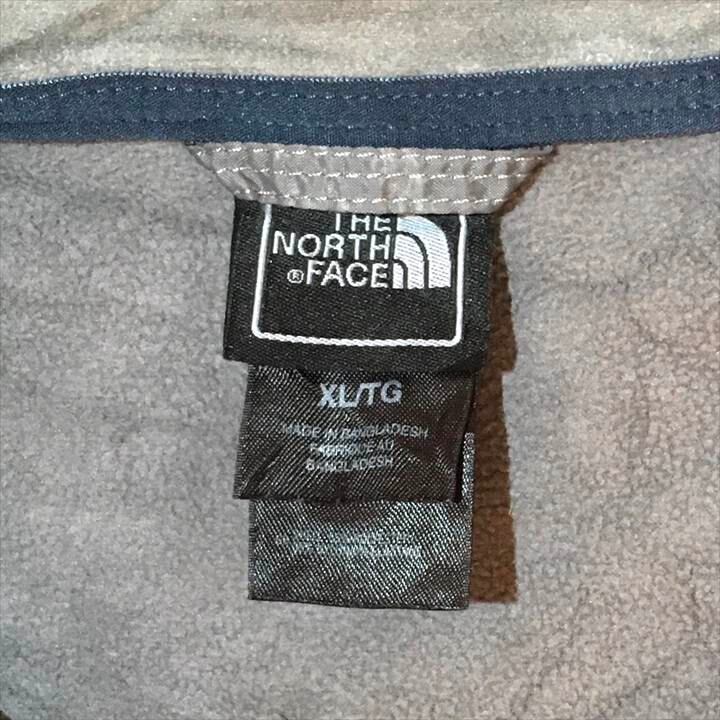 THE
NORTH
® FACE
XL/TG
MADE IN BANGLADESH
FABRIQUE AU
BANGLADESH